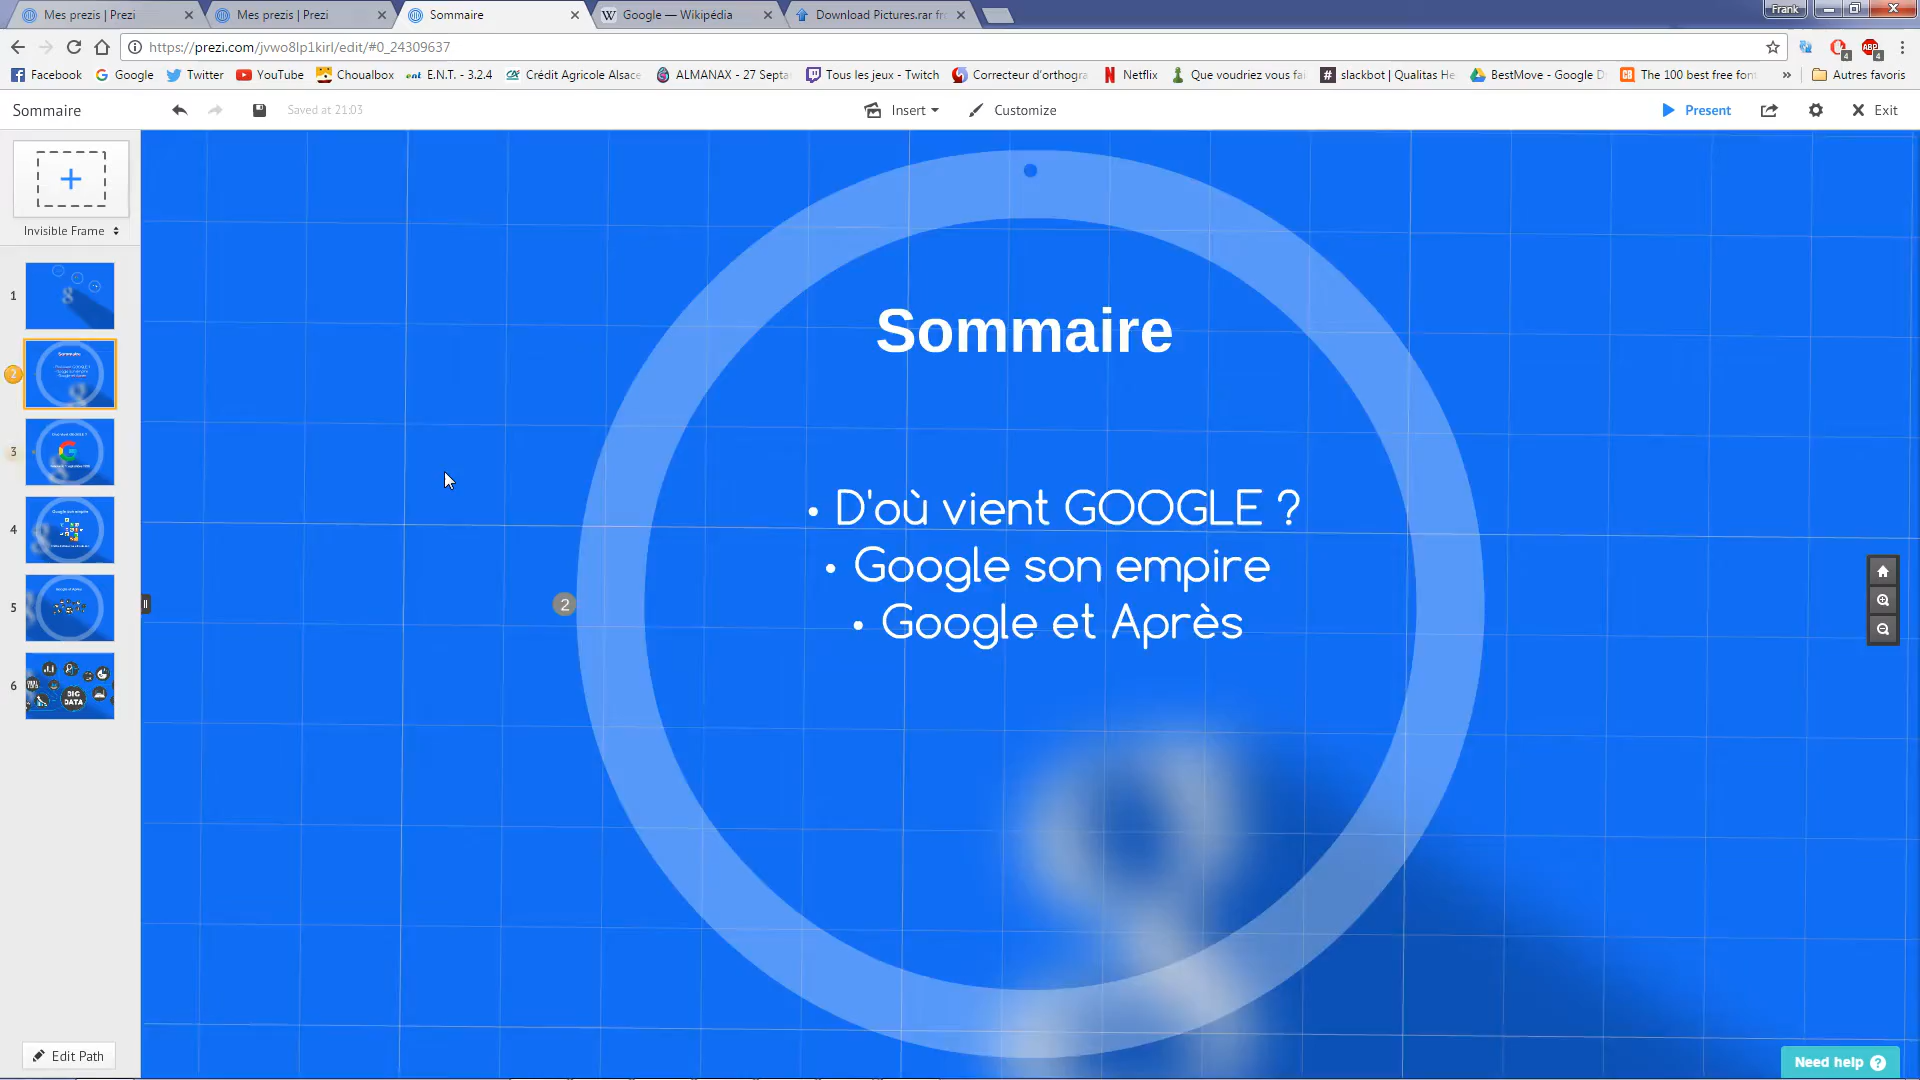 Mes prezis | Prezi
Mes prezis | Prezi
Sommaire
Google — Wikipédia
Download Pictures.rar fr
Frank
https://prezi.com/jvwo8lp1kirl/edit/#0_24309637
4
4
Facebook
Google
Twitter
YouTube
Choualbox
ent E.N.T. - 3.2.4
Crédit Agricole Alsace
ALMANAX - 27 Septa
Tous les jeux - Twitch
Correcteur d'orthogra
Netflix
Que voudriez vous fai
slackbot | Qualitas He
BestMove - Google D
The 100 best free font
Autres favoris
Sommaire
Saved at 21:03
Insert
Customize
Present
Exit
Invisible Frame
1
2
3
4
5
6
BIG
DATA
Sommaire
• D'où vient GOOGLE ?
• Google son empire
• Google et Après
2
8
Edit Path
Need help ?